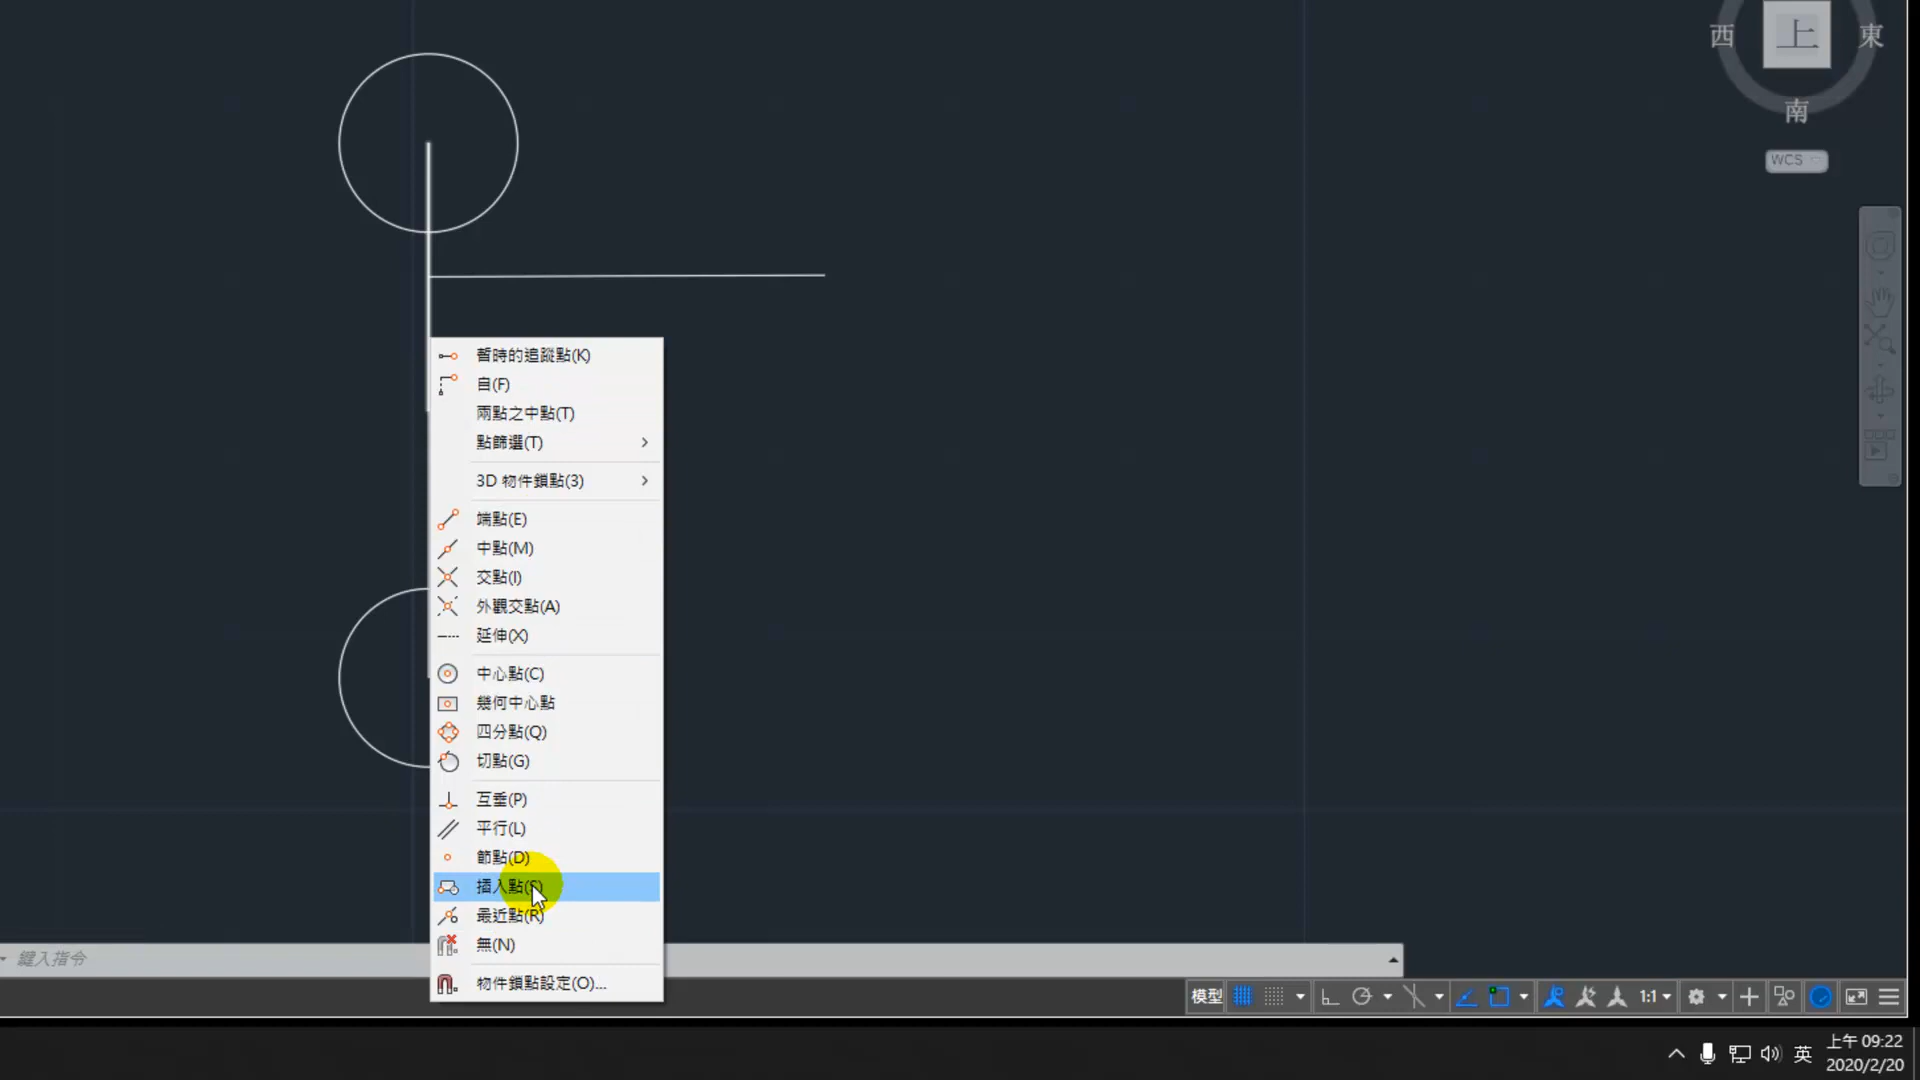 西
上
東
南
WCS
暫時的追蹤點(K)
自(F)
兩點之中點(T)
點篩選(T)
3D 物件鎖點(3)
端點(E)
中點(M)
交點(I)
外觀交點(A)
延伸(X)
中心點(C)
幾何中心點
四分點(Q)
切點(G)
互垂(P)
平行(L)
節點(D)
插入點(S)
最近點(R)
無(N)
物件鎖點設定(O)...
鍵入指令
模型
1:1
英
上午 09:22
2020/2/20